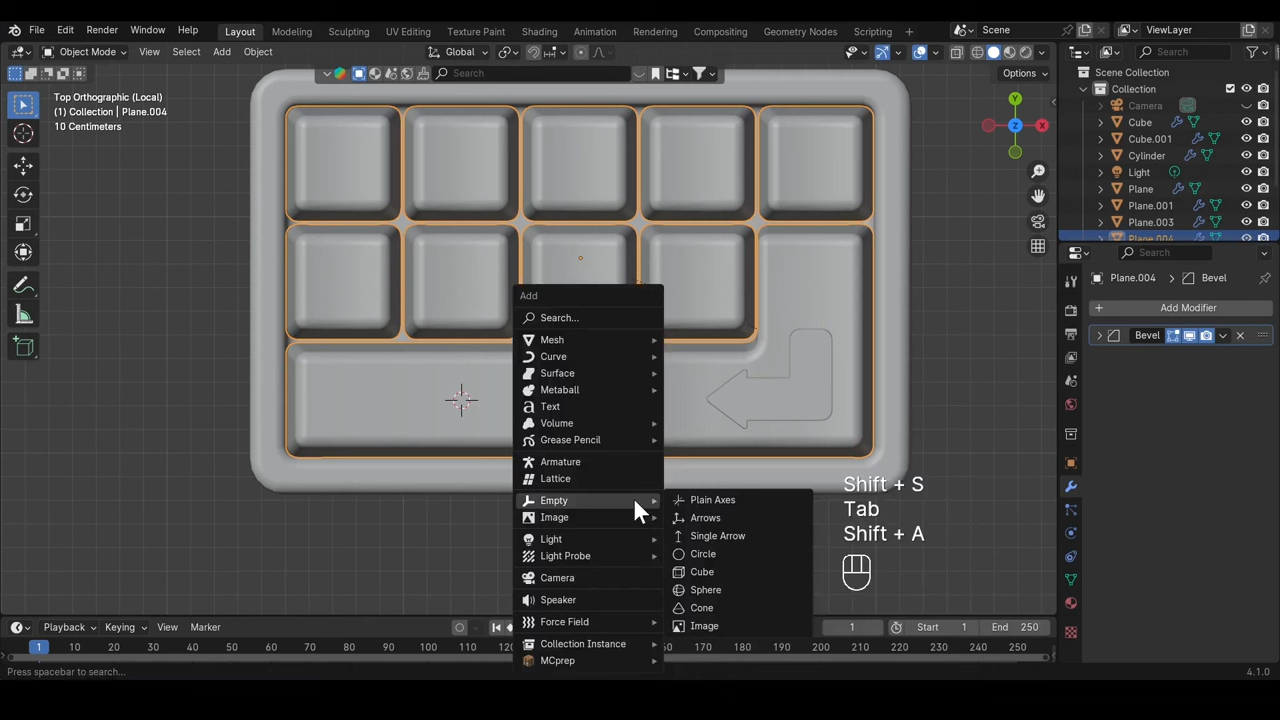 File Edit Render Window Help Layout Modeling Sculpting UV Editing Texture Paint Shading Animation Rendering Compositing Geometry Nodes Scripting + Scene ViewLayer
Object Mode View Select Add Object Global Search
Search Options Scene Collection
Top Orthographic (Local)
(1) Collection | Plane.004
10 Centimeters
Y
Z
X
Collection
Camera
Cube
Cube.001
Cylinder
Light
Plane
Plane.001
Plane.003
Plane.004
Search
Plane.004 > Bevel
+ Add Modifier
Bevel
Add
Search...
Mesh
Curve
Surface
Metaball
Text
Volume
Grease Pencil
Armature
Lattice
Empty
Image
Light
Light Probe
Camera
Speaker
Force Field
Collection Instance
MCprep
Plain Axes
Arrows
Single Arrow
Circle
Cube
Sphere
Cone
Image
Shift + S
Tab
Shift + A
Playback Keying View Marker 1 Start 1 End 250
1 10 20 30 40 50 60 70 80 90 100 110 120 160 170 180 190 200 210 220 230 240 250
Press spacebar to search... 4.1.0